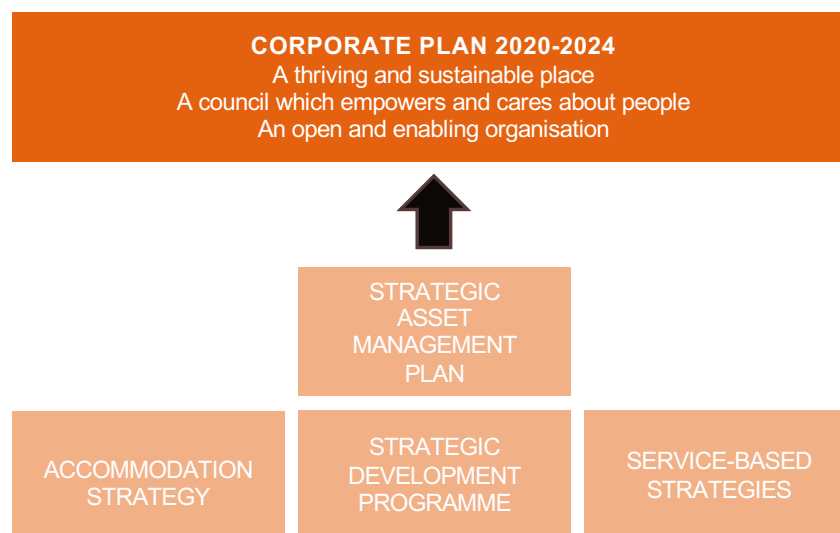 CORPORATE PLAN 2020-2024
A thriving and sustainable place
A council which empowers and cares about people
An open and enabling organisation
STRATEGIC
ASSET
MANAGEMENT
PLAN
ACCOMMODATION
STRATEGY
STRATEGIC
DEVELOPMENT
PROGRAMME
SERVICE-BASED
STRATEGIES